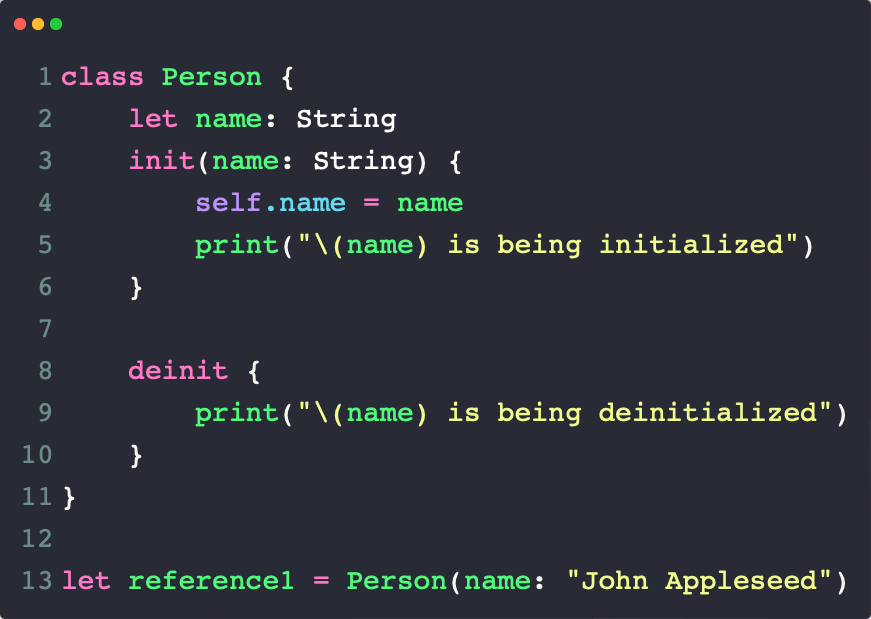 1 class Person {
2     let name: String
3     init(name: String) {
4         self.name = name
5         print("\(name) is being initialized")
6     }
7
8     deinit {
9         print("\(name) is being deinitialized")
10     }
11 }
12
13 let reference1 = Person(name: "John Appleseed")